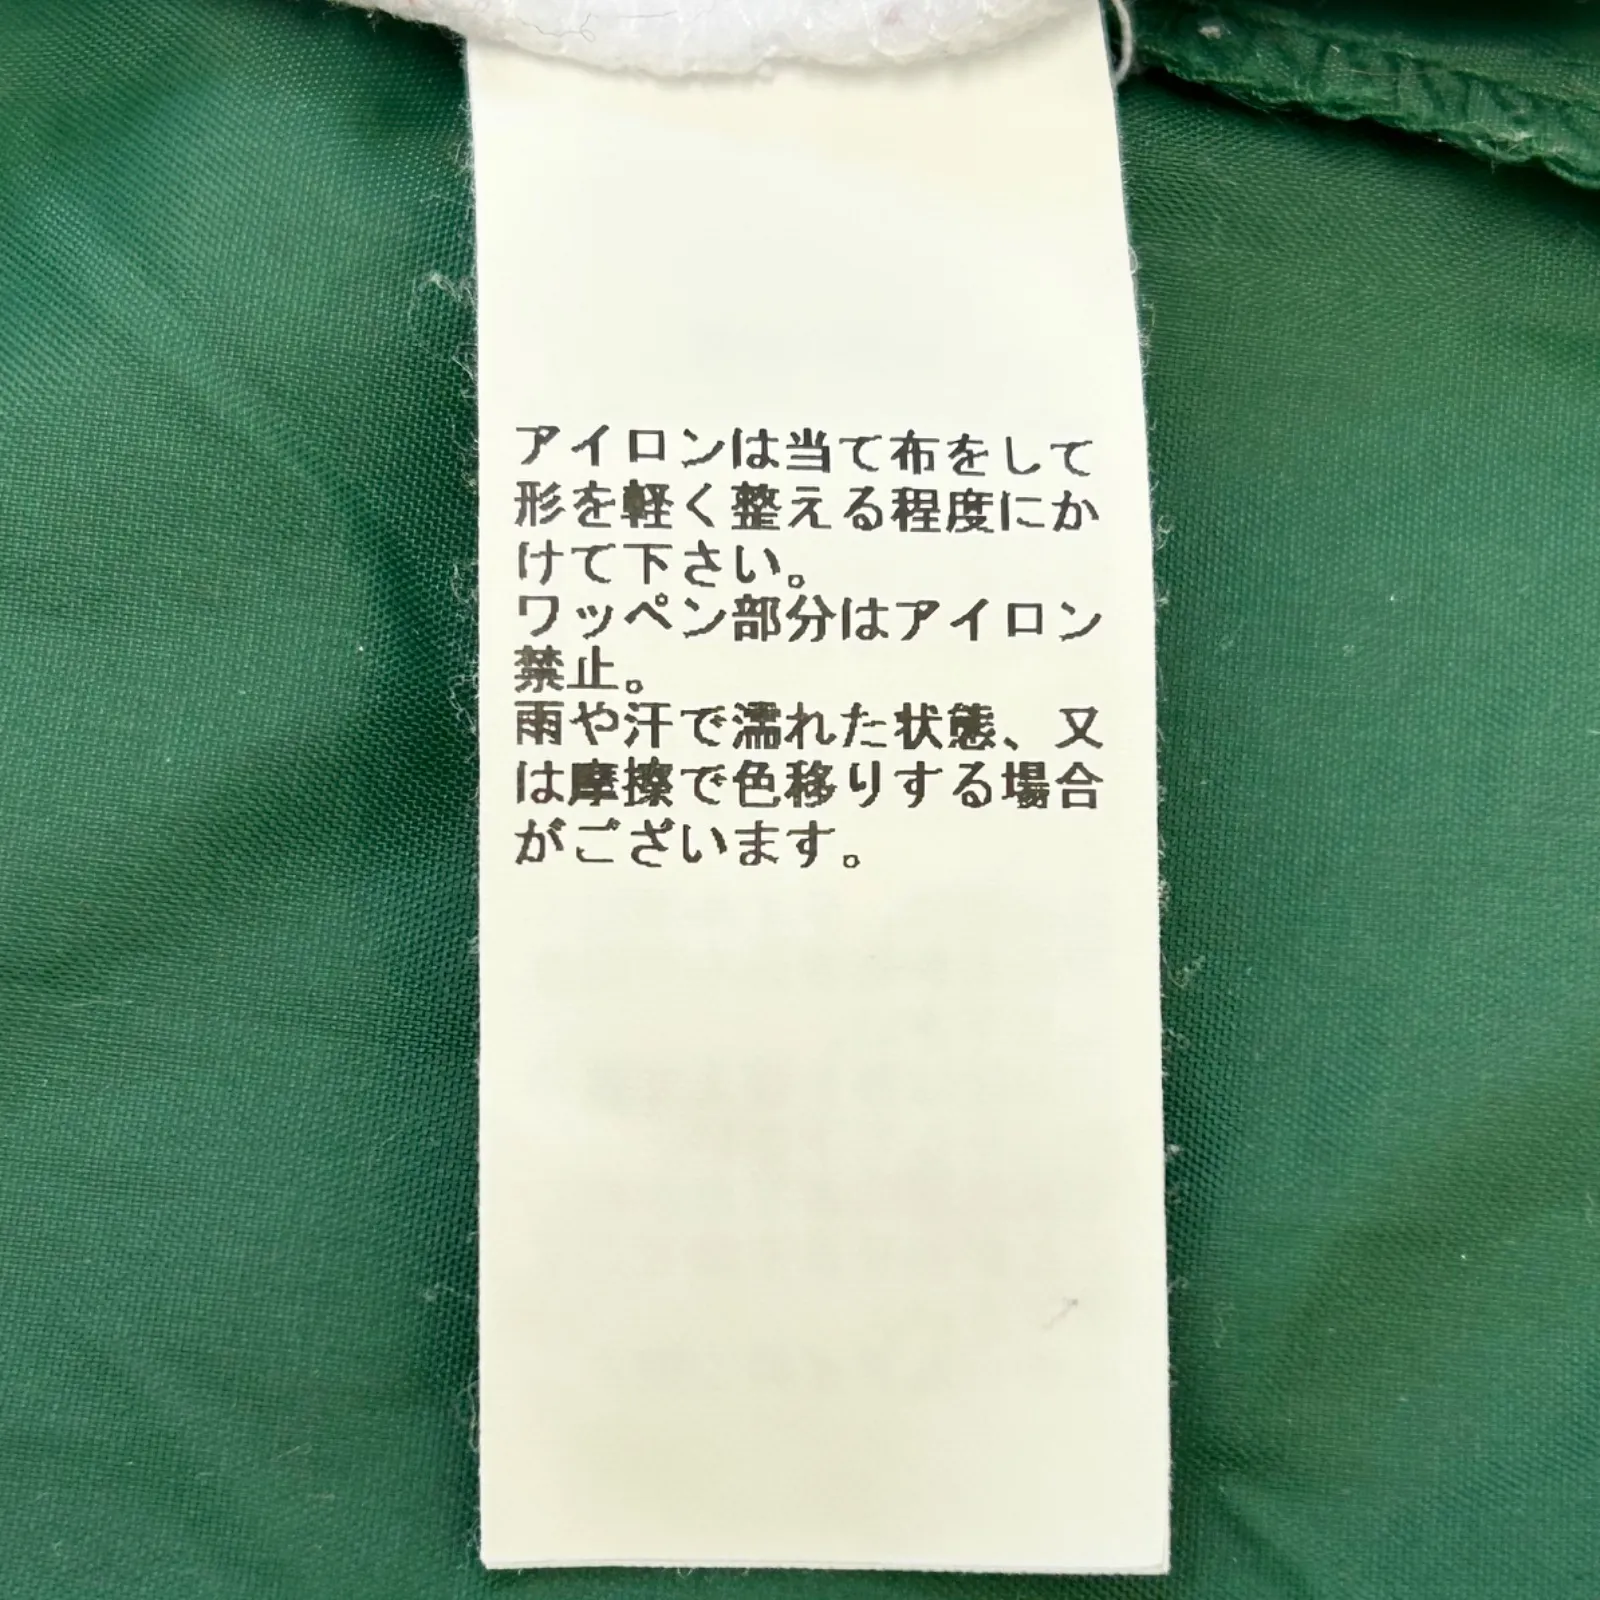 アイロンは当て布をして
形を軽く整える程度にか
けて下さい。
ワッペン部分はアイロン
禁止。
雨や汗で濡れた状態、又
は摩擦で色移りする場合
がございます。